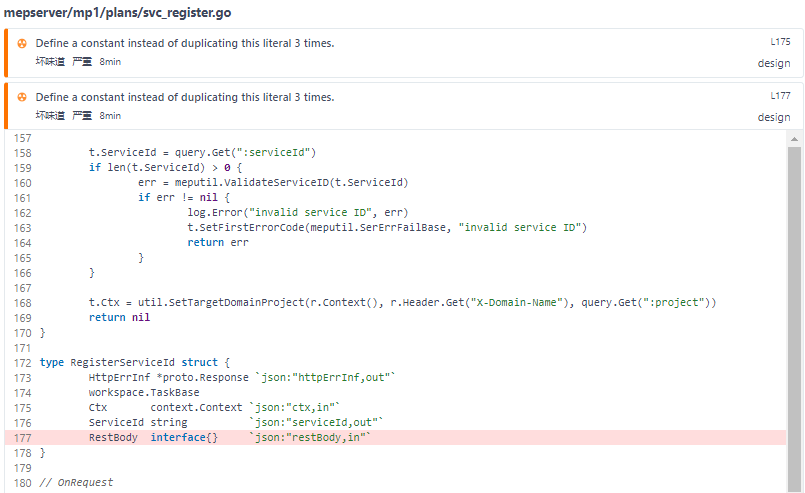 mepserver/mp1/plans/svc_register.go
Define a constant instead of duplicating this literal 3 times.
L175
坏味道 严重 8min
design
Define a constant instead of duplicating this literal 3 times.
L177
坏味道 严重 8min
design
157
158 t.ServiceId = query.Get(":serviceId")
159 if len(t.ServiceId) > 0 {
160 err = meputil.ValidateServiceID(t.ServiceId)
161 if err != nil {
162 log.Error("invalid service ID", err)
163 t.SetFirstErrorCode(meputil.SerErrFailBase, "invalid service ID")
164 return err
165 }
166 }
167
168 t.Ctx = util.SetTargetDomainProject(r.Context(), r.Header.Get("X-Domain-Name"), query.Get(":project"))
169 return nil
170 }
171
172 type RegisterServiceId struct {
173 HttpErrInf *proto.Response `json:"httpErrInf,out"`
174 workspace.TaskBase
175 Ctx context.Context `json:"ctx,in"`
176 ServiceId string `json:"serviceId,out"`
177 RestBody interface{} `json:"restBody,in"`
178 }
179
180 // OnRequest